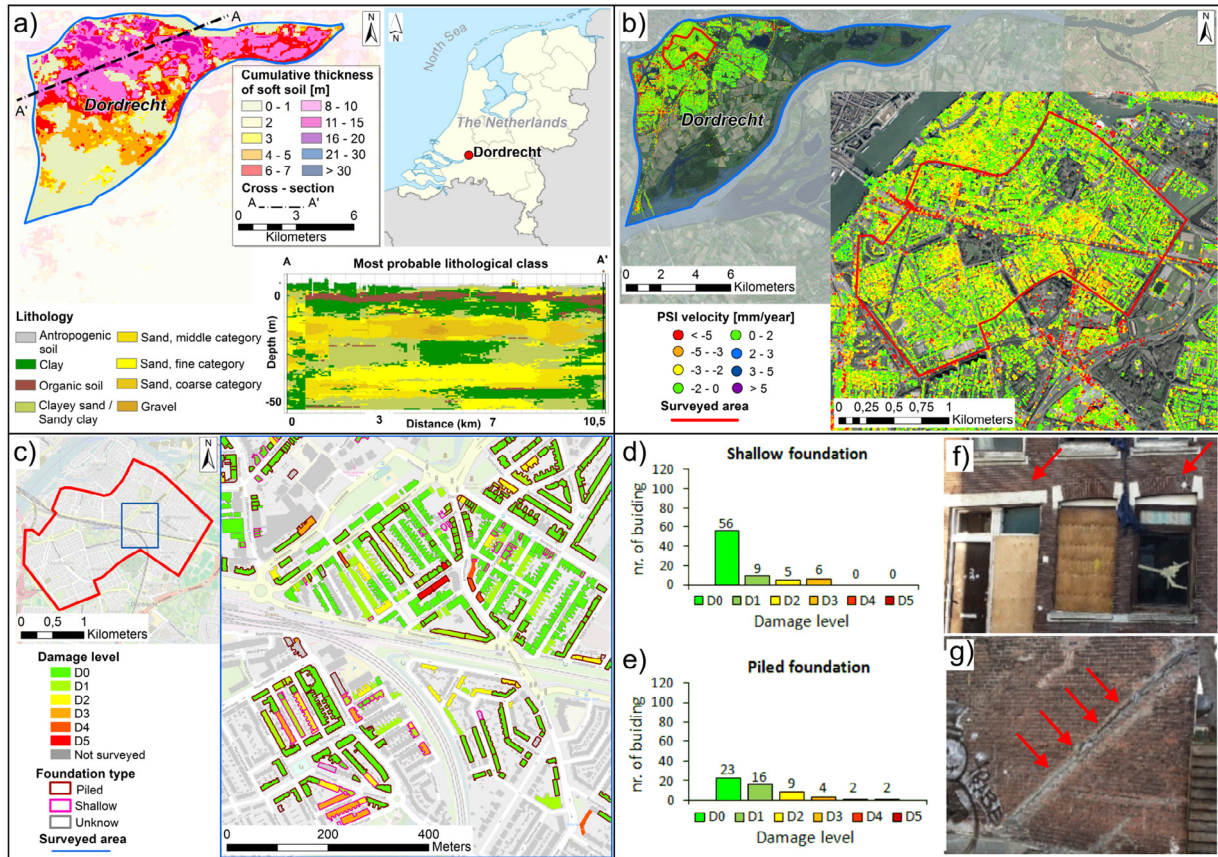 a)
A
A'
Dordrecht
N
Cumulative thickness
of soft soil [m]
0 - 1
8 - 10
2
11 - 15
3
16 - 20
4 - 5
21 - 30
6 - 7
> 30
Cross - section
A
A'
0
3
6
Kilometers
N
North Sea
The Netherlands
Dordrecht
Lithology
Antropogenic
soil
Sand, middle category
Clay
Sand, fine category
Organic soil
Sand, coarse category
Clayey sand /
Sandy clay
Gravel
Most probable lithological class
A
A'
Depth (m)
0
-50
0
3
Distance (km)
7
10,5
b)
N
Dordrecht
0 2 4 6
Kilometers
PSI velocity [mm/year]
< -5
0 - 2
-5 - -3
2 - 3
-3 - -2
3 - 5
-2 - 0
> 5
Surveyed area
0 0,25 0,5 0,75 1
Kilometers
c)
N
Dordrecht
0 0,5 1
Kilometers
Damage level
D0
D1
D2
D3
D4
D5
Not surveyed
Foundation type
Piled
Shallow
Unknow
Surveyed area
0 200 400
Meters
d)
Shallow foundation
nr. of buiding
120
100
80
60
40
20
0
56
9
5
6
0
0
D0 D1 D2 D3 D4 D5
Damage level
e)
Piled foundation
nr. of buiding
120
100
80
60
40
20
0
23
16
9
4
2
2
D0 D1 D2 D3 D4 D5
Damage level
f)
g)